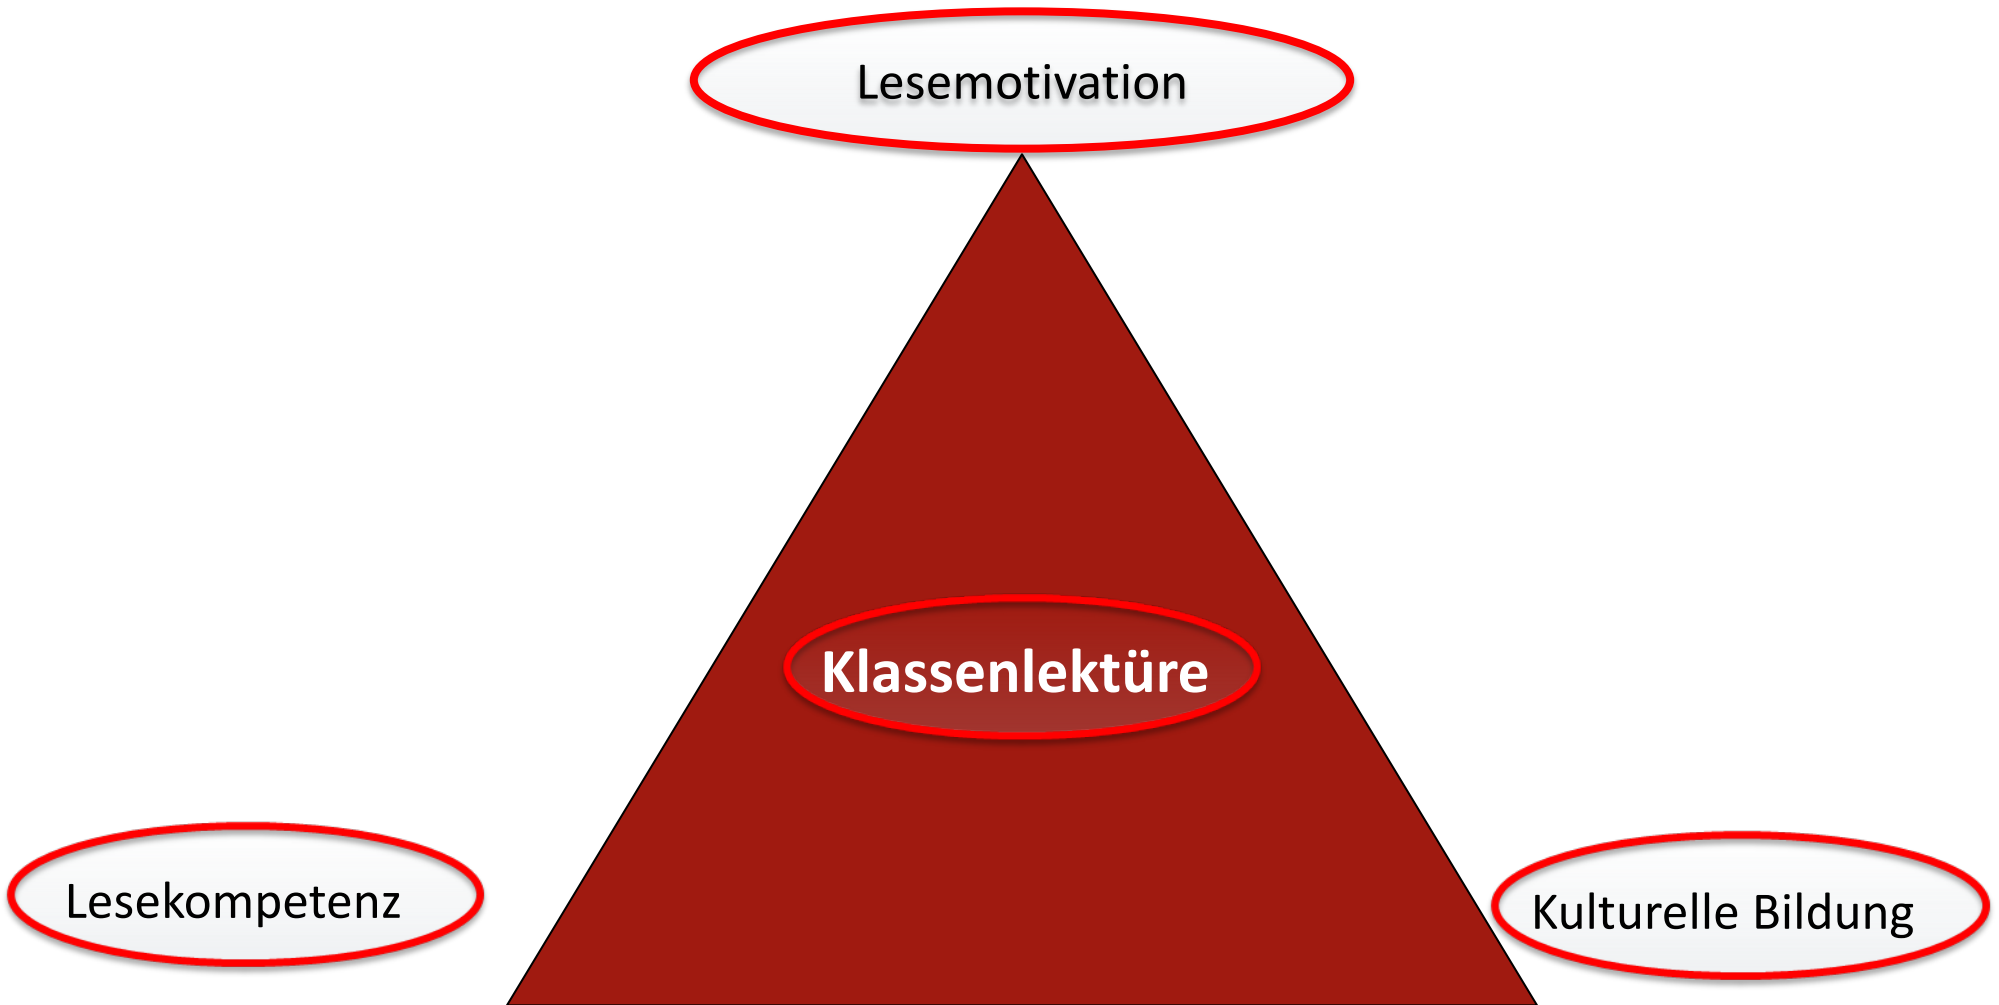 Lesemotivation
Klassenlektüre
Lesekompetenz
Kulturelle Bildung